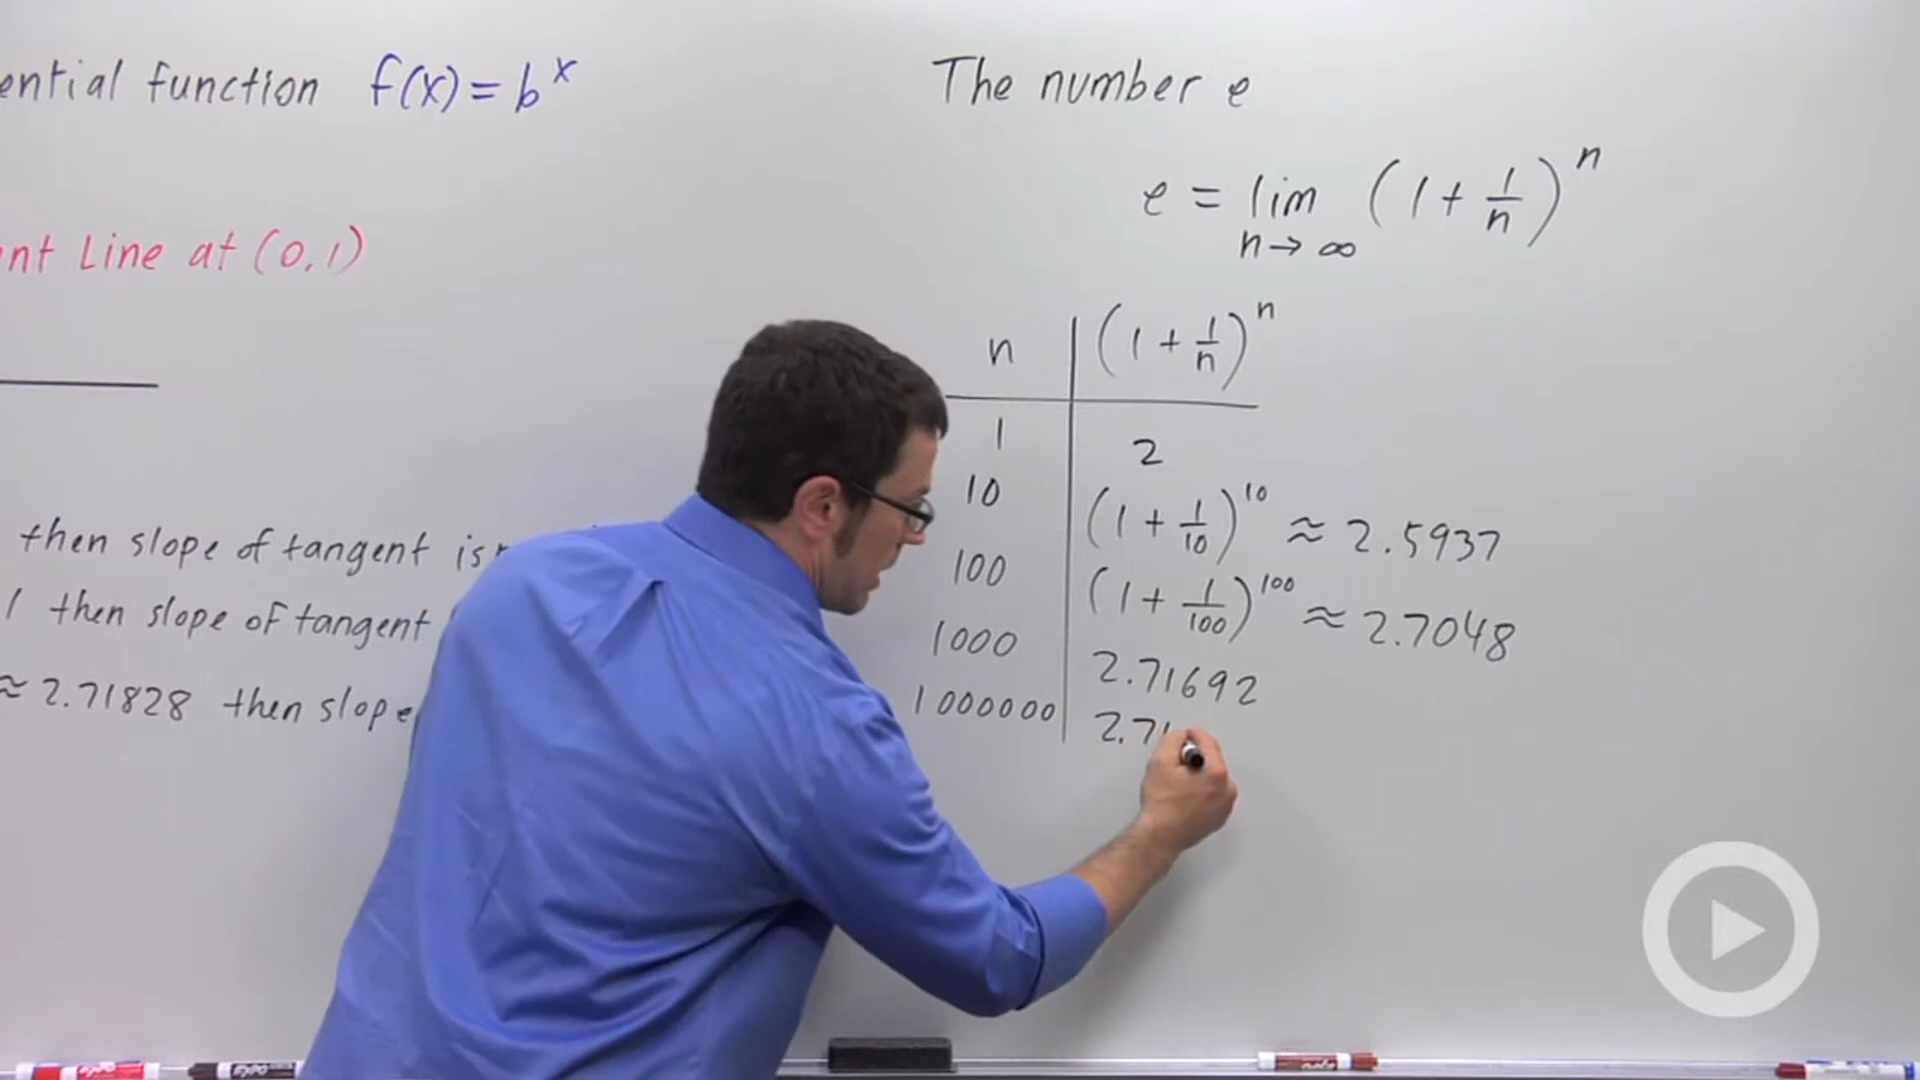 ential function f(x) = b^x
nt Line at (0,1)
then slope of tangent is
1 then slope of tangent
≈ 2.71828 then slope
The number e
e = lim n→∞ (1 + 1/n)^n
n | (1 + 1/n)^n
1 | 2
10 | (1 + 1/10)^10 ≈ 2.5937
100 | (1 + 1/100)^100 ≈ 2.7048
1000 | 2.71692
1000000 | 2.71